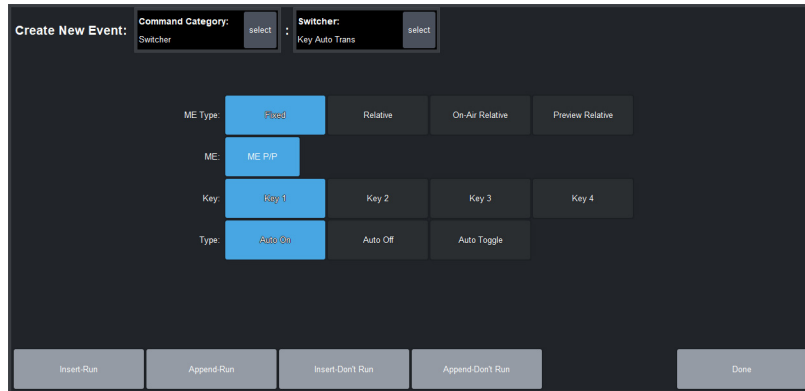 Create New Event:
Command Category:
Switcher
select
:
Switcher:
Key Auto Trans
select
ME Type:
Fixed
Relative
On-Air Relative
Preview Relative
ME:
ME P/P
Key:
Key 1
Key 2
Key 3
Key 4
Type:
Auto On
Auto Off
Auto Toggle
Insert-Run
Append-Run
Insert-Don't Run
Append-Don't Run
Done